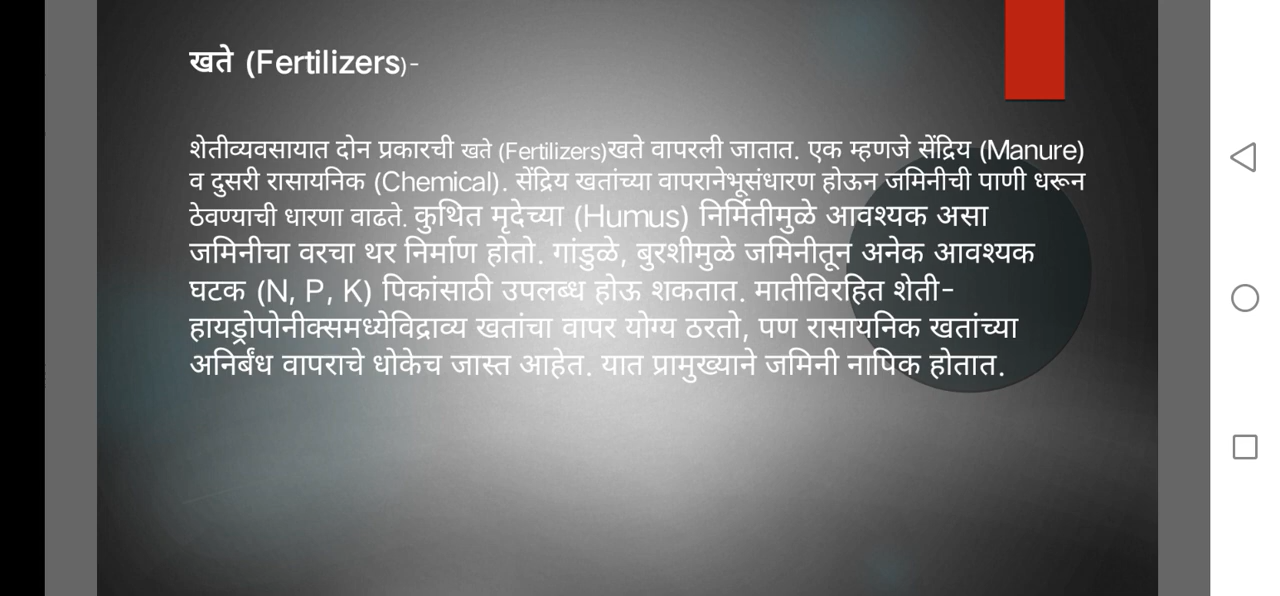 खते (Fertilizers)-
शेतीव्यवसायात दोन प्रकारची खते (Fertilizers)खते वापरली जातात. एक म्हणजे सेंद्रिय (Manure)
व दुसरी रासायनिक (Chemical). सेंद्रिय खतांच्या वापरानेभूसंधारण होऊन जमिनीची पाणी धरून
ठेवण्याची धारणा वाढते. कुथित मृदेच्या (Humus) निर्मितीमुळे आवश्यक असा
जमिनीचा वरचा थर निर्माण होतो. गांडुळे, बुरशीमुळे जमिनीतून अनेक आवश्यक
घटक (N, P, K) पिकांसाठी उपलब्ध होऊ शकतात. मातीविरहित शेती-
हायड्रोपोनीक्समध्येविद्राव्य खतांचा वापर योग्य ठरतो, पण रासायनिक खतांच्या
अनिर्बंध वापराचे धोकेच जास्त आहेत. यात प्रामुख्याने जमिनी नापिक होतात.